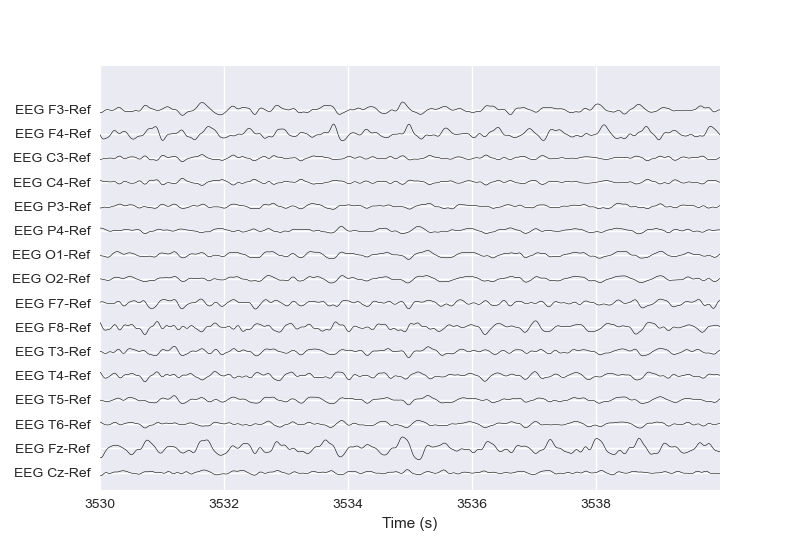 EEG F3-Ref
EEG F4-Ref
EEG C3-Ref
EEG C4-Ref
EEG P3-Ref
EEG P4-Ref
EEG O1-Ref
EEG O2-Ref
EEG F7-Ref
EEG F8-Ref
EEG T3-Ref
EEG T4-Ref
EEG T5-Ref
EEG T6-Ref
EEG Fz-Ref
EEG Cz-Ref
3530 3532 3534 3536 3538
Time (s)